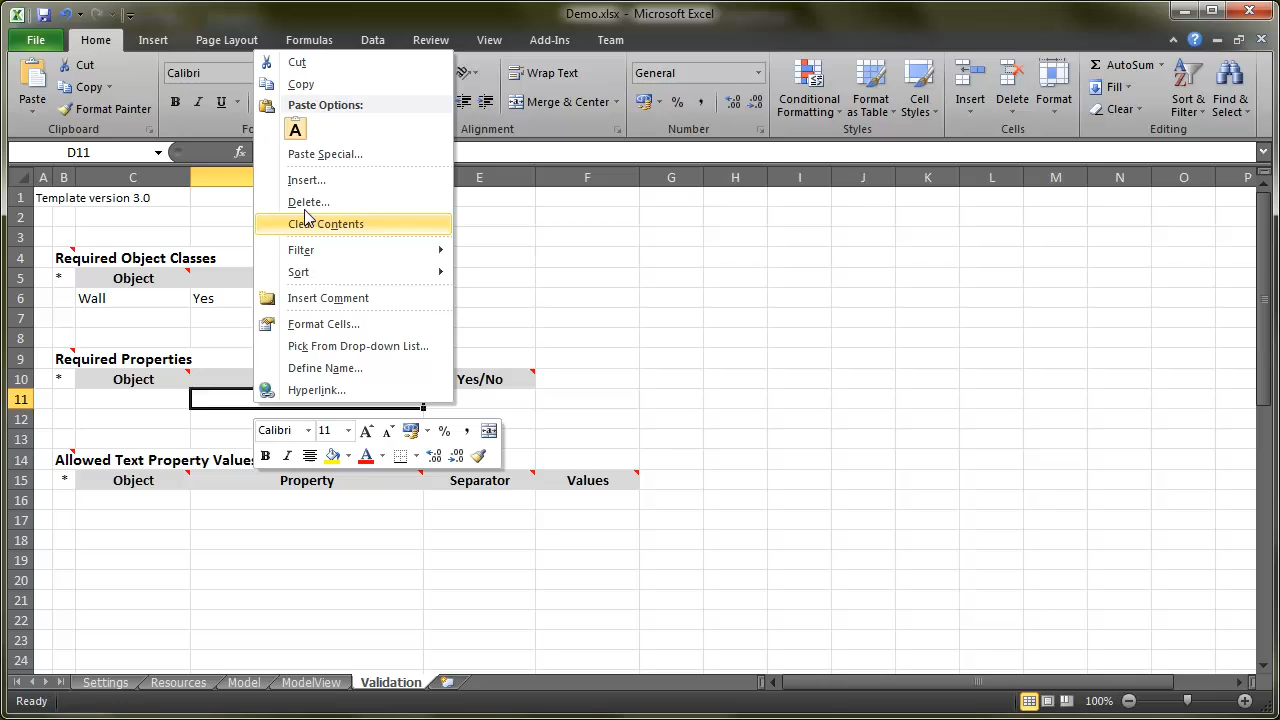 Demo.xlsx - Microsoft Excel
File Home Insert Page Layout Formulas Data Review View Add-Ins Team
Paste
Cut
Copy
Format Painter
Clipboard
Calibri
B I U
Wrap Text
Merge & Center
Alignment
General
% ,
Number
Conditional Formatting
Format as Table
Cell Styles
Styles
Insert
Delete
Format
Cells
AutoSum
Fill
Clear
Sort & Filter
Find & Select
Editing
D11 fx
A B C E F G H I J K L M N O P
1 Template version 3.0
2
3
4 Required Object Classes
5 * Object
6 Wall Yes
7
8
9 Required Properties
10 * Object Yes/No
11
12
13
14 Allowed Text Property Values
15 * Object Property Separator Values
16
17
18
19
20
21
22
23
24
Cut
Copy
Paste Options:
A
Paste Special...
Insert...
Delete...
Clear Contents
Filter
Sort
Insert Comment
Format Cells...
Pick From Drop-down List...
Define Name...
Hyperlink...
Calibri 11 A A % ,
B I A
Settings Resources Model ModelView Validation
Ready 100%